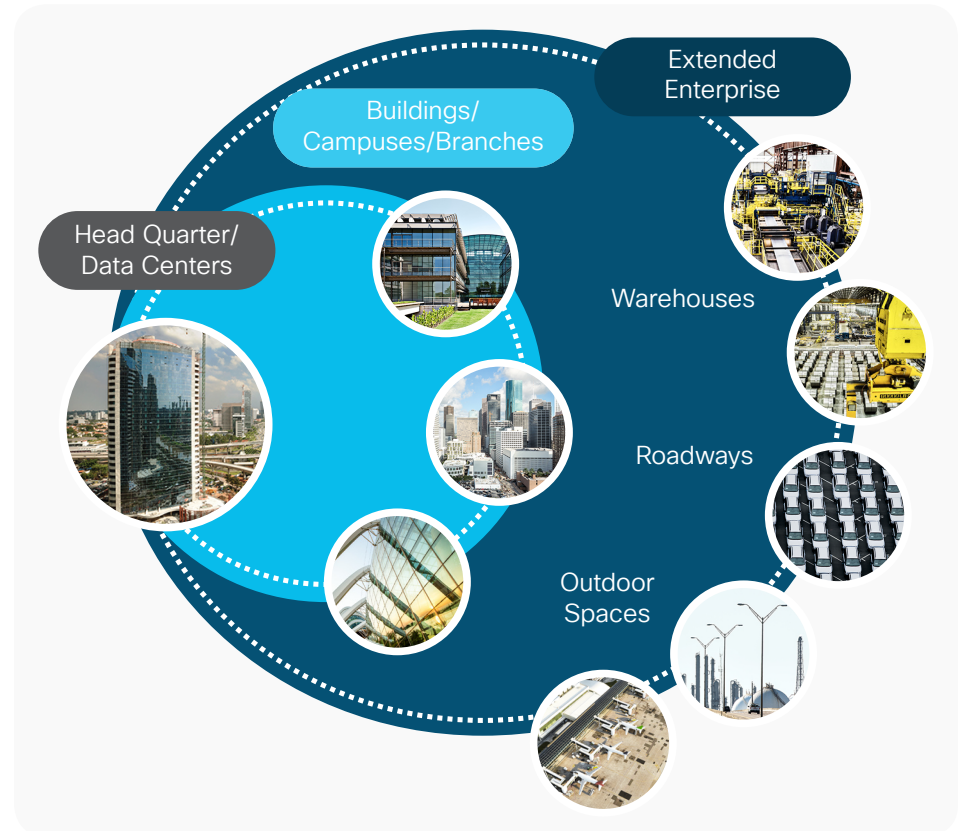 Extended
Enterprise
Buildings/
Campuses/Branches
Head Quarter/
Data Centers
Warehouses
Roadways
Outdoor
Spaces